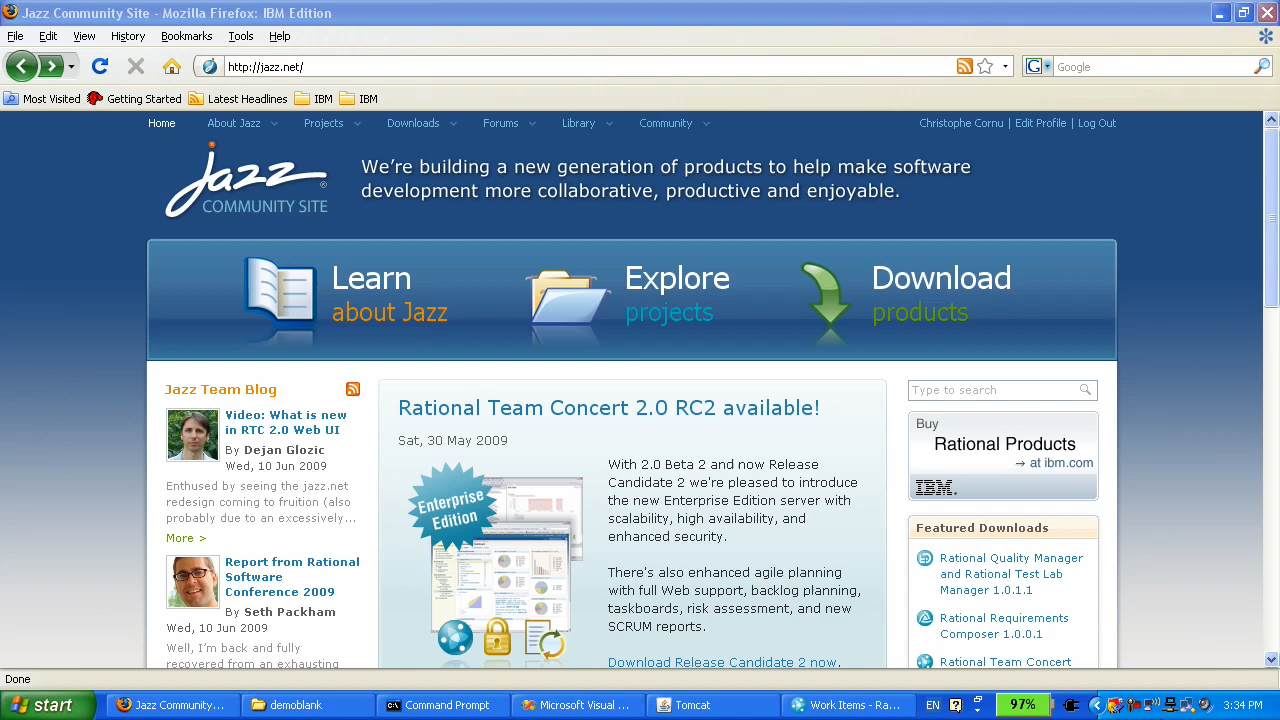 Jazz Community Site - Mozilla Firefox: IBM Edition
File Edit View History Bookmarks Tools Help
http://jazz.net/
G Google
Most Visited Getting Started Latest Headlines IBM IBM
Home About Jazz Projects Downloads Forums Library Community Christophe Cornu | Edit Profile | Log Out
Jazz
COMMUNITY SITE
We're building a new generation of products to help make software
development more collaborative, productive and enjoyable.
Learn
about Jazz
Explore
projects
Download
products
Jazz Team Blog
Video: What is new
in RTC 2.0 Web UI
By Dejan Glozic
Wed, 10 Jun 2009
Enthused by seeing the jazz.net
redesign coming to fruition (also
probably due to an excessively...
More >
Report from Rational
Software
Conference 2009
By Seth Packham
Wed, 10 Jun 2009
Well, I'm back and fully
recovered from an exhausting
Rational Team Concert 2.0 RC2 available!
Sat, 30 May 2009
Enterprise
Edition
With 2.0 Beta 2 and now Release
Candidate 2 we're pleased to introduce
the new Enterprise Edition server with
scalability, high availability, and
enhanced security.
There's also enhanced agile planning
with full Web support, backlog planning,
taskboard, risk assessment, and new
SCRUM reports.
Download Release Candidate 2 now.
Type to search
Buy
Rational Products
→ at ibm.com
IBM.
Featured Downloads
Rational Quality Manager
and Rational Test Lab
Manager 1.0.1.1
Rational Requirements
Composer 1.0.0.1
Rational Team Concert
Done
start Jazz Community... demoblank Command Prompt Microsoft Visual ... Tomcat Work Items - Ra... EN 97% 3:34 PM